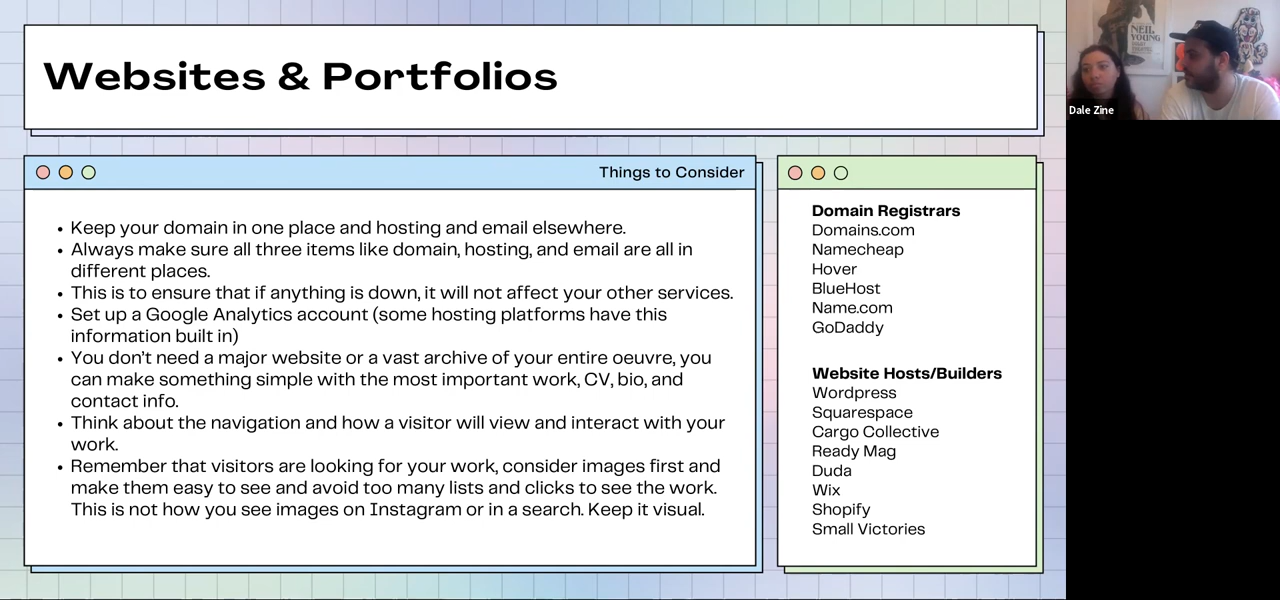 Websites & Portfolios
Things to Consider
• Keep your domain in one place and hosting and email elsewhere.
• Always make sure all three items like domain, hosting, and email are all in
different places.
• This is to ensure that if anything is down, it will not affect your other services.
• Set up a Google Analytics account (some hosting platforms have this
information built in)
• You don't need a major website or a vast archive of your entire oeuvre, you
can make something simple with the most important work, CV, bio, and
contact info.
• Think about the navigation and how a visitor will view and interact with your
work.
• Remember that visitors are looking for your work, consider images first and
make them easy to see and avoid too many lists and clicks to see the work.
This is not how you see images on Instagram or in a search. Keep it visual.
Domain Registrars
Domains.com
Namecheap
Hover
BlueHost
Name.com
GoDaddy
Website Hosts/Builders
Wordpress
Squarespace
Cargo Collective
Ready Mag
Duda
Wix
Shopify
Small Victories
NEIL
YOUNG
Dale Zine